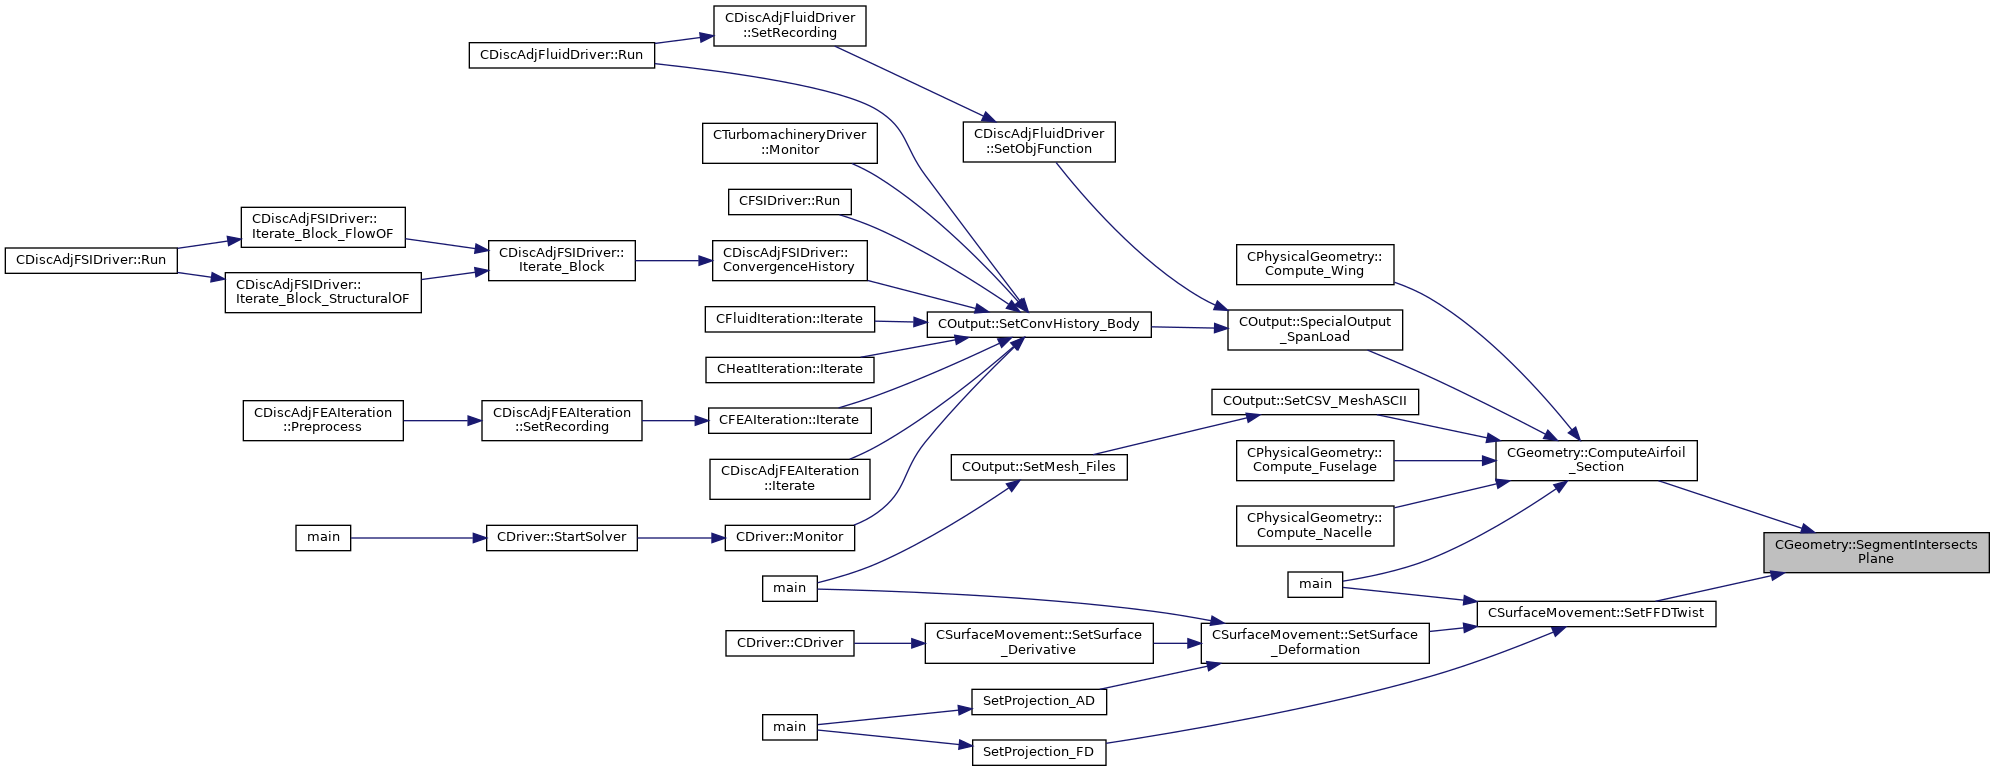 CDiscAdjFluidDriver
::SetRecording
CDiscAdjFluidDriver::Run
CTurbomachineryDriver
::Monitor
CDiscAdjFluidDriver
::SetObjFunction
CFSIDriver::Run
CDiscAdjFSIDriver::
Iterate_Block_FlowOF
CDiscAdjFSIDriver::Run
CDiscAdjFSIDriver::
Iterate_Block_StructuralOF
CDiscAdjFSIDriver::
Iterate_Block
CDiscAdjFSIDriver::
ConvergenceHistory
CPhysicalGeometry::
Compute_Wing
CFluidIteration::Iterate
COutput::SetConvHistory_Body
COutput::SpecialOutput
_SpanLoad
CHeatIteration::Iterate
COutput::SetCSV_MeshASCII
CDiscAdjFEAIteration
::Preprocess
CDiscAdjFEAIteration
::SetRecording
CFEAIteration::Iterate
CPhysicalGeometry::
Compute_Fuselage
CGeometry::ComputeAirfoil
_Section
CDiscAdjFEAIteration
::Iterate
COutput::SetMesh_Files
CPhysicalGeometry::
Compute_Nacelle
main
CDriver::StartSolver
CDriver::Monitor
CGeometry::SegmentIntersects
Plane
main
main
CSurfaceMovement::SetFFDTwist
CDriver::CDriver
CSurfaceMovement::SetSurface
_Derivative
CSurfaceMovement::SetSurface
_Deformation
SetProjection_AD
main
SetProjection_FD